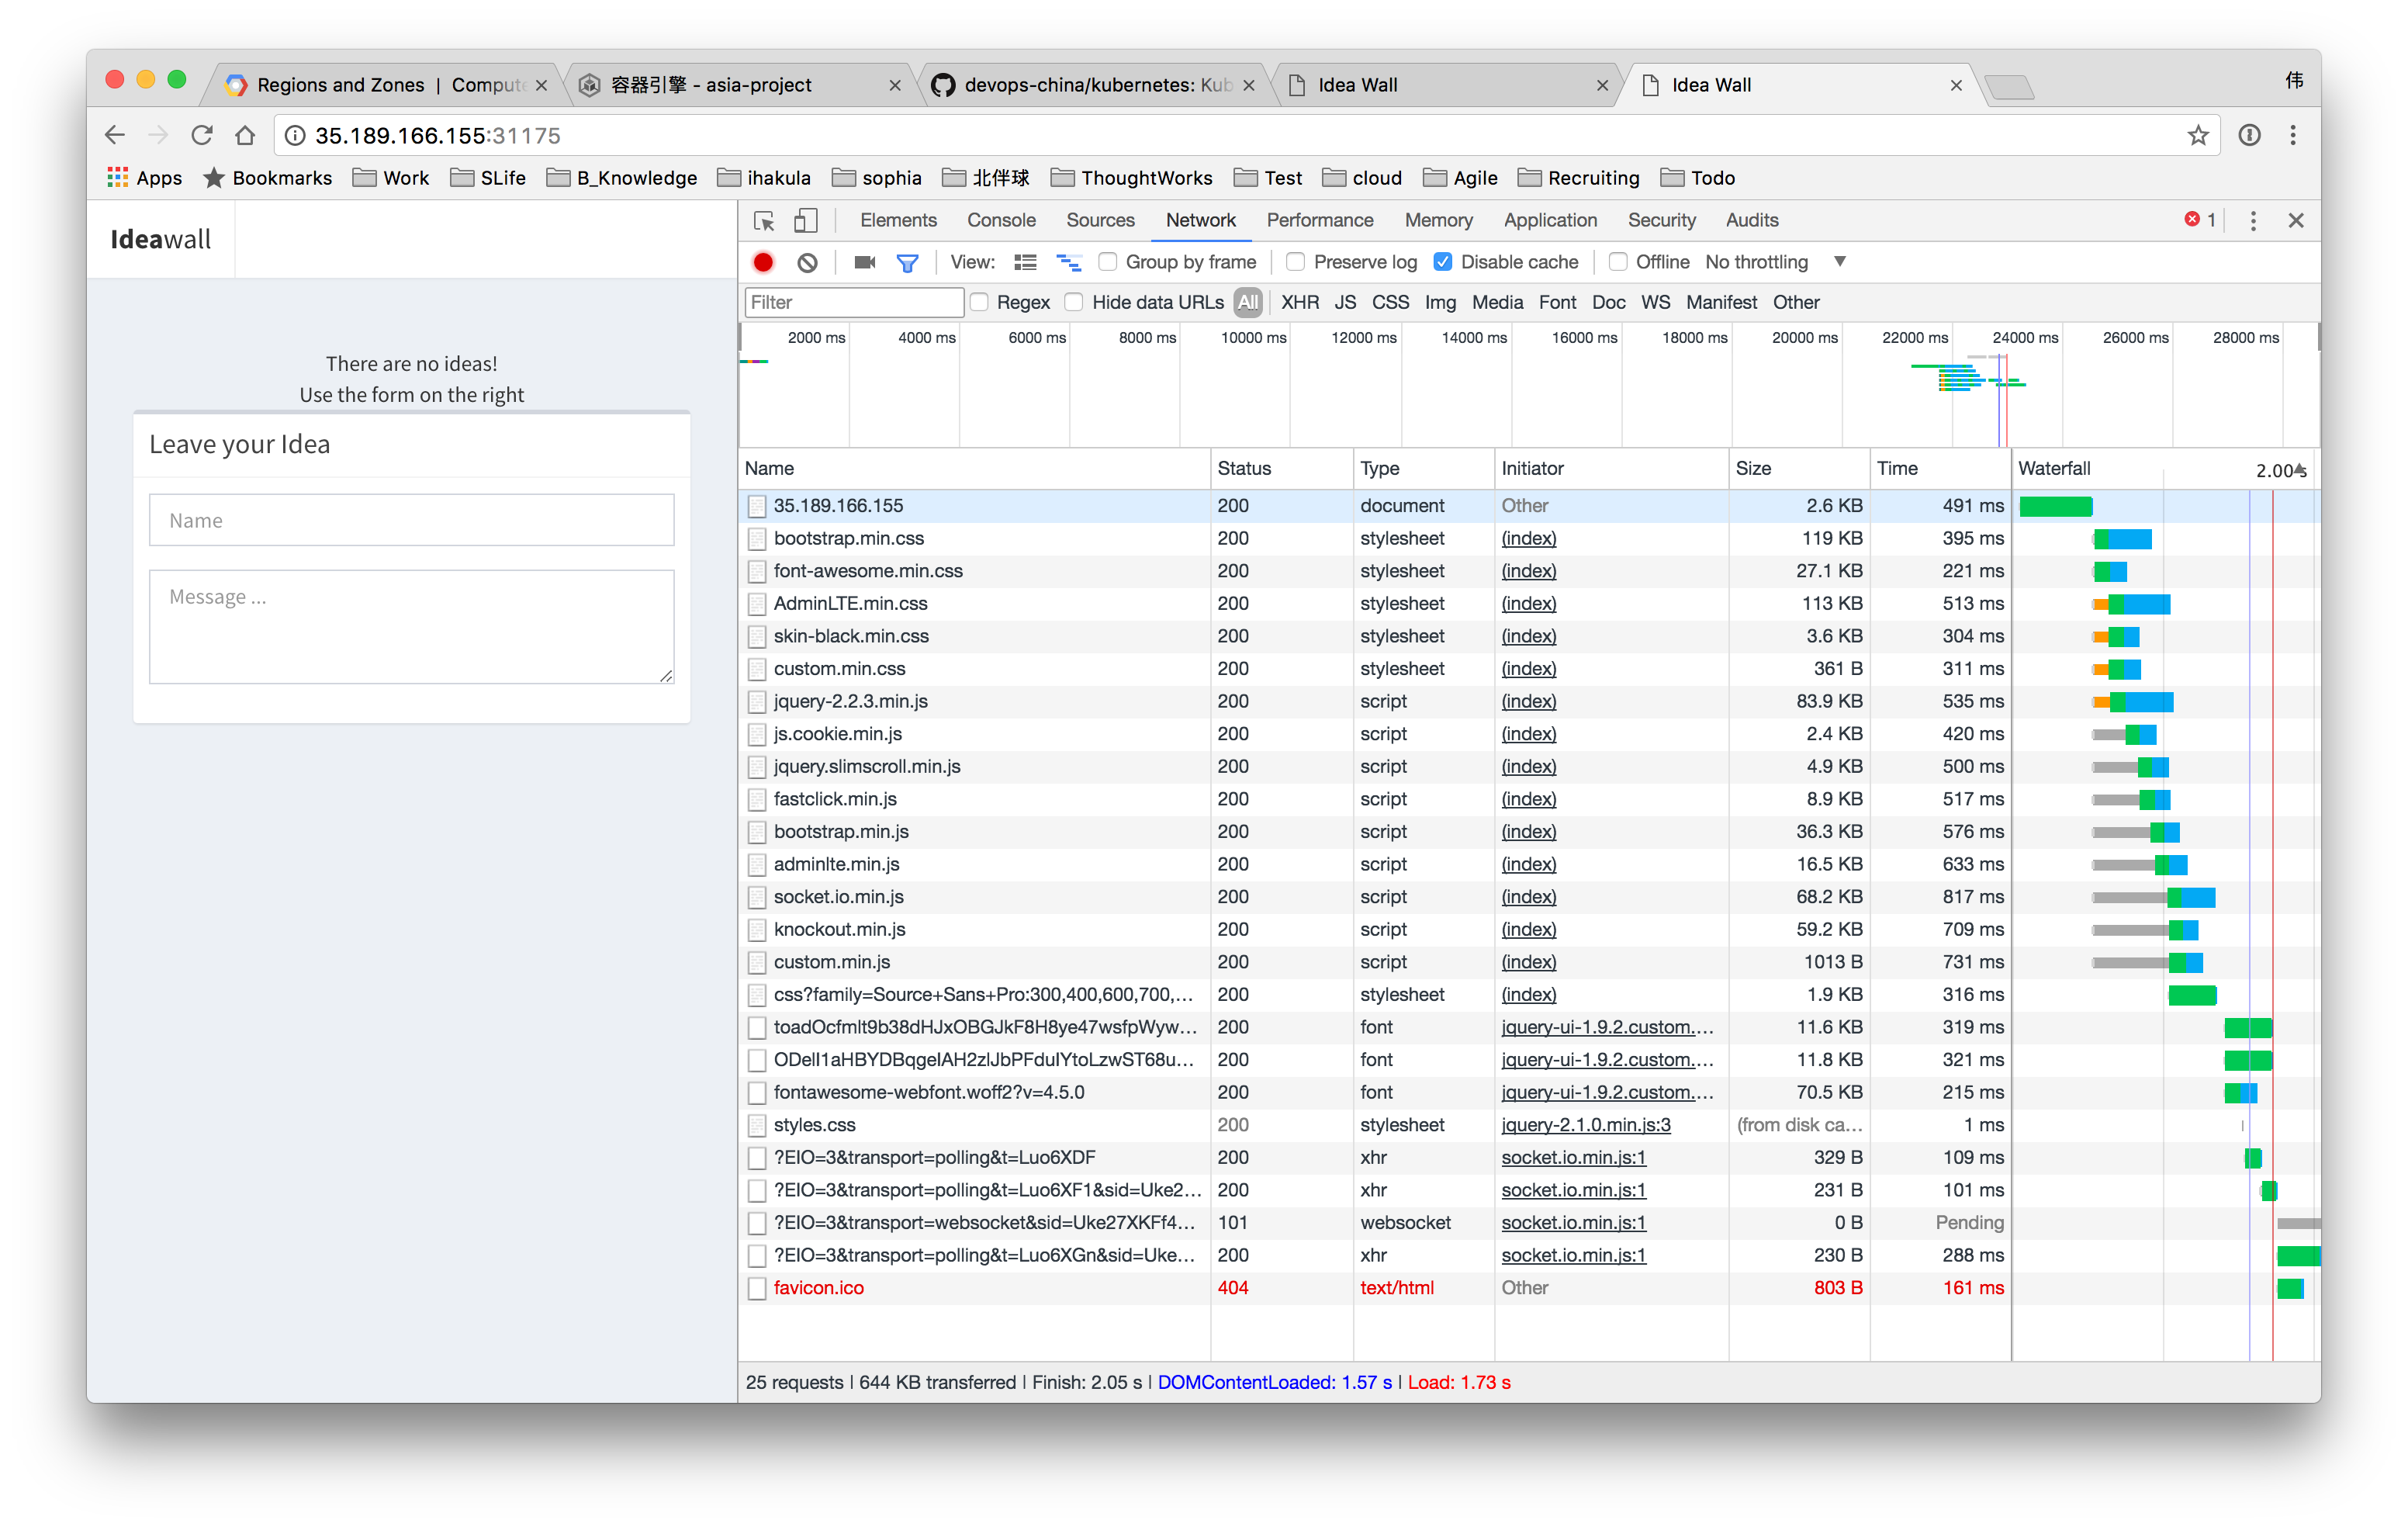 Regions and Zones | Compute
容器引擎 - asia-project
devops-china/kubernetes: Kub
Idea Wall
Idea Wall
伟
35.189.166.155:31175
Apps Bookmarks Work SLife B_Knowledge ihakula sophia 北伴球 ThoughtWorks Test cloud Agile Recruiting Todo
Ideawall
There are no ideas!
Use the form on the right
Leave your Idea
Name
Message ...
Elements Console Sources Network Performance Memory Application Security Audits 1
View: Group by frame Preserve log Disable cache Offline No throttling
Filter Regex Hide data URLs All XHR JS CSS Img Media Font Doc WS Manifest Other
2000 ms 4000 ms 6000 ms 8000 ms 10000 ms 12000 ms 14000 ms 16000 ms 18000 ms 20000 ms 22000 ms 24000 ms 26000 ms 28000 ms
Name Status Type Initiator Size Time Waterfall 2.00 s
35.189.166.155 200 document Other 2.6 KB 491 ms
bootstrap.min.css 200 stylesheet (index) 119 KB 395 ms
font-awesome.min.css 200 stylesheet (index) 27.1 KB 221 ms
AdminLTE.min.css 200 stylesheet (index) 113 KB 513 ms
skin-black.min.css 200 stylesheet (index) 3.6 KB 304 ms
custom.min.css 200 stylesheet (index) 361 B 311 ms
jquery-2.2.3.min.js 200 script (index) 83.9 KB 535 ms
js.cookie.min.js 200 script (index) 2.4 KB 420 ms
jquery.slimscroll.min.js 200 script (index) 4.9 KB 500 ms
fastclick.min.js 200 script (index) 8.9 KB 517 ms
bootstrap.min.js 200 script (index) 36.3 KB 576 ms
adminlte.min.js 200 script (index) 16.5 KB 633 ms
socket.io.min.js 200 script (index) 68.2 KB 817 ms
knockout.min.js 200 script (index) 59.2 KB 709 ms
custom.min.js 200 script (index) 1013 B 731 ms
css?family=Source+Sans+Pro:300,400,600,700,... 200 stylesheet (index) 1.9 KB 316 ms
toadOcfmlt9b38dHJxOBGJkF8H8ye47wsfpWyw... 200 font jquery-ui-1.9.2.custom.... 11.6 KB 319 ms
ODelI1aHBYDBqgeIAH2zlJbPFduIYtoLzwST68u... 200 font jquery-ui-1.9.2.custom.... 11.8 KB 321 ms
fontawesome-webfont.woff2?v=4.5.0 200 font jquery-ui-1.9.2.custom.... 70.5 KB 215 ms
styles.css 200 stylesheet jquery-2.1.0.min.js:3 (from disk ca... 1 ms
?EIO=3&transport=polling&t=Luo6XDF 200 xhr socket.io.min.js:1 329 B 109 ms
?EIO=3&transport=polling&t=Luo6XF1&sid=Uke2... 200 xhr socket.io.min.js:1 231 B 101 ms
?EIO=3&transport=websocket&sid=Uke27XKFf4... 101 websocket socket.io.min.js:1 0 B Pending
?EIO=3&transport=polling&t=Luo6XGn&sid=Uke... 200 xhr socket.io.min.js:1 230 B 288 ms
favicon.ico 404 text/html Other 803 B 161 ms
25 requests | 644 KB transferred | Finish: 2.05 s | DOMContentLoaded: 1.57 s | Load: 1.73 s